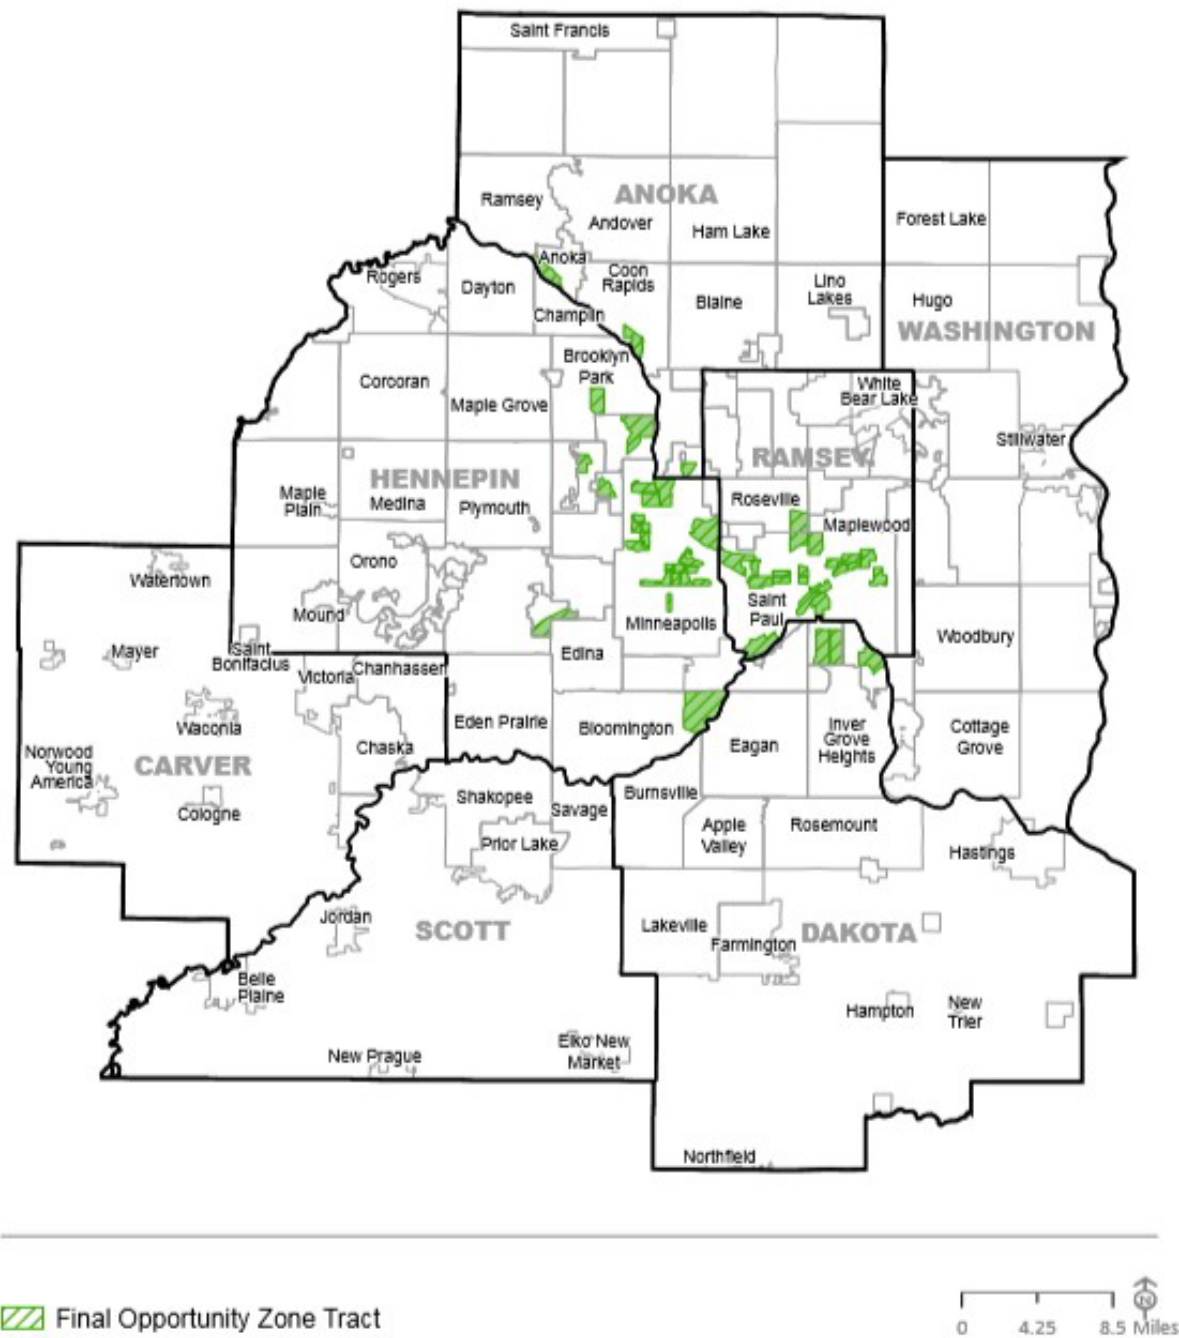 Saint Francis
ANOKA
Ramsey
Andover
Ham Lake
Forest Lake
Anoka
Coon
Rapids
Rogers
Dayton
Blaine
Lino
Lakes
Hugo
Champlin
WASHINGTON
Brooklyn
Park
Corcoran
Maple Grove
White
Bear Lake
Stillwater
RAMSEY
HENNEPIN
Maple
Plain
Medina
Plymouth
Roseville
Maplewood
Orono
Watertown
Mound
Saint
Paul
Minneapolis
Woodbury
Mayer
Saint
Bonifacius
Edina
Victoria
Chanhassen
Waconia
Eden Prairie
Bloomington
Eagan
Inver
Grove
Heights
Cottage
Grove
Norwood
Young
America
CARVER
Chaska
Cologne
Shakopee
Savage
Burnsville
Prior Lake
Apple
Valley
Rosemount
Hastings
Jordan
SCOTT
Lakeville
Farmington
DAKOTA
Belle
Plaine
Hampton
New
Trier
New Prague
Elko New
Market
Northfield
Final Opportunity Zone Tract
N
0 4.25 8.5 Miles